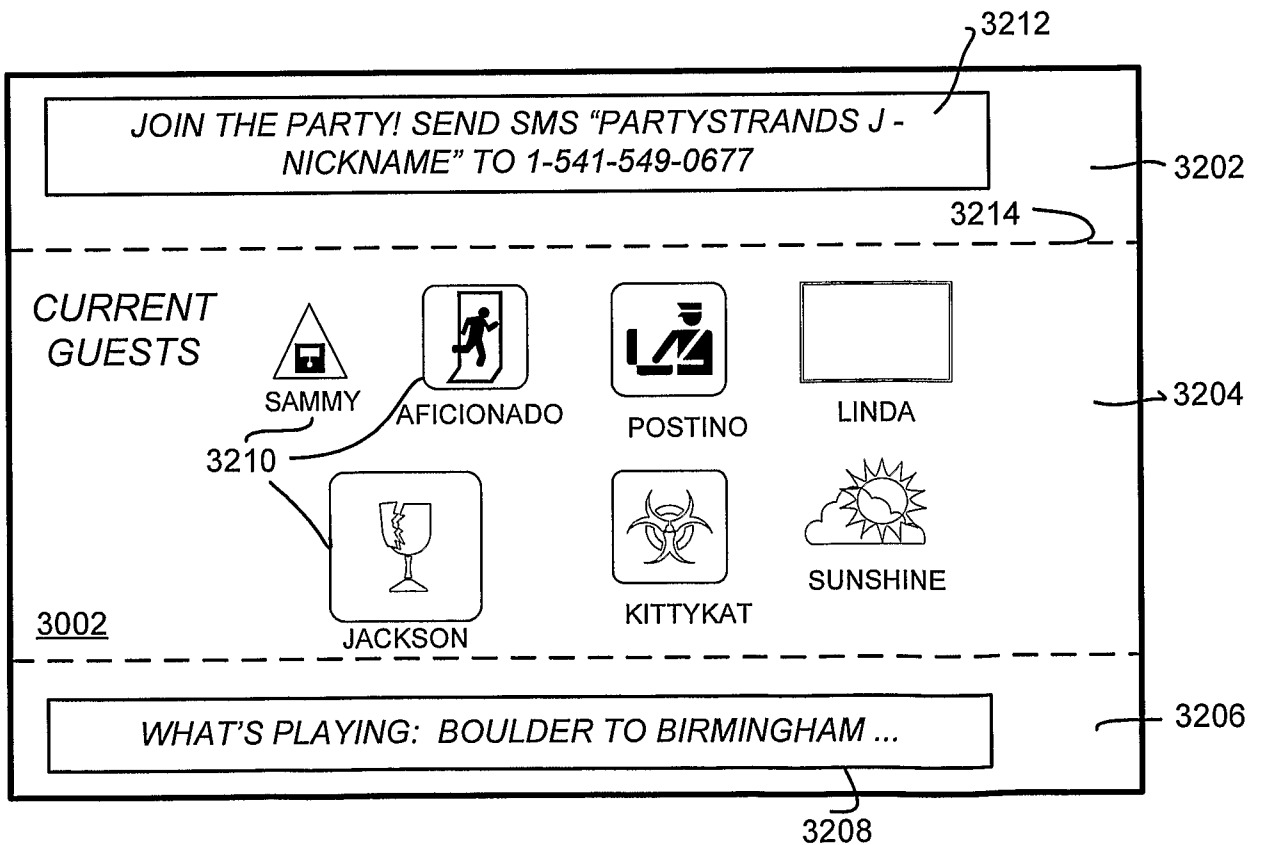 3212
JOIN THE PARTY! SEND SMS “PARTYSTRANDS J -
NICKNAME” TO 1-541-549-0677
3202
3214
CURRENT
GUESTS
SAMMY
AFICIONADO
POSTINO
LINDA
3204
3210
JACKSON
KITTYKAT
SUNSHINE
3002
WHAT'S PLAYING: BOULDER TO BIRMINGHAM ...
3206
3208